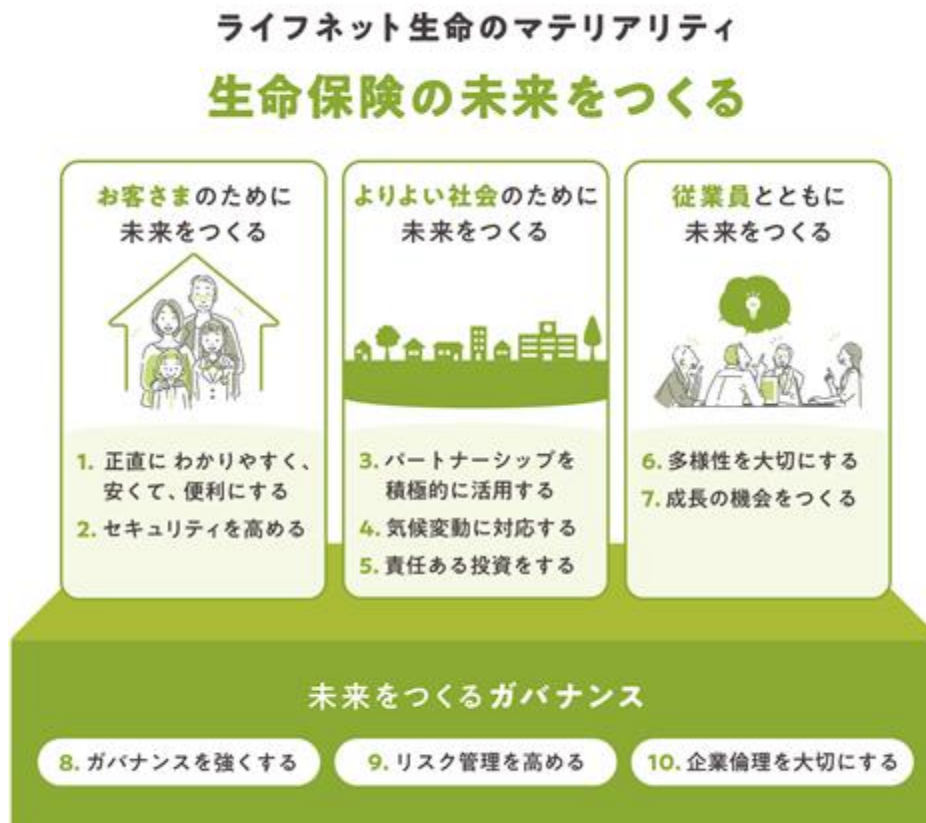 ライフネット生命のマテリアリティ
生命保険の未来をつくる
お客さまのために
未来をつくる
1. 正直に わかりやすく、
安くて、便利にする
2. セキュリティを高める
よりよい社会のために
未来をつくる
3. パートナーシップを
積極的に活用する
4. 気候変動に対応する
5. 責任ある投資をする
従業員とともに
未来をつくる
6. 多様性を大切にする
7. 成長の機会をつくる
未来をつくるガバナンス
8. ガバナンスを強くする
9. リスク管理を高める
10. 企業倫理を大切にする